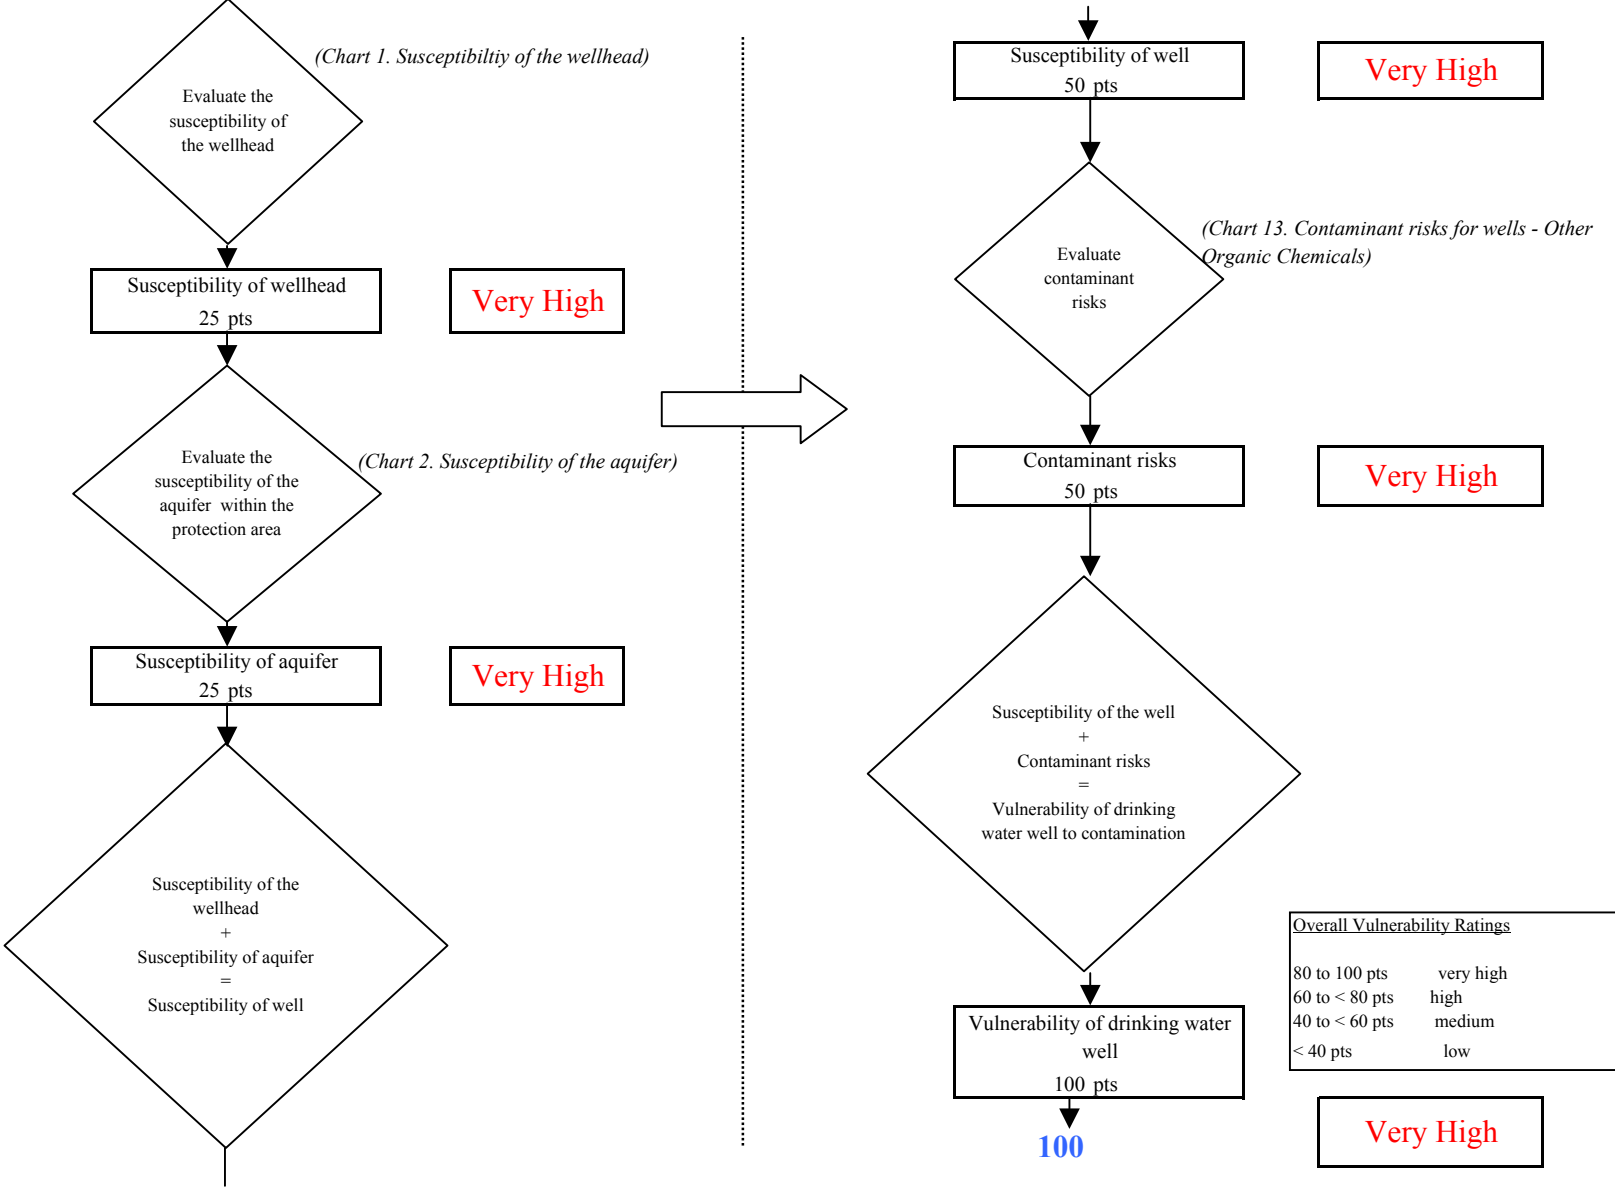 (Chart 1. Susceptibiltiy of the wellhead)
Evaluate the
susceptibility of
the wellhead
Susceptibility of wellhead
25 pts
Very High
Evaluate the
susceptibility of the
aquifer within the
protection area
(Chart 2. Susceptibility of the aquifer)
Susceptibility of aquifer
25 pts
Very High
Susceptibility of the
wellhead
+
Susceptibility of aquifer
=
Susceptibility of well
Susceptibility of well
50 pts
Very High
(Chart 13. Contaminant risks for wells - Other
Organic Chemicals)
Evaluate
contaminant
risks
Contaminant risks
50 pts
Very High
Susceptibility of the well
+
Contaminant risks
=
Vulnerability of drinking
water well to contamination
Overall Vulnerability Ratings
80 to 100 pts very high
60 to < 80 pts high
40 to < 60 pts medium
< 40 pts low
Vulnerability of drinking water
well
100 pts
100
Very High